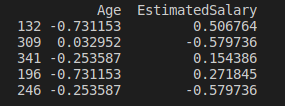 Age EstimatedSalary
132 -0.731153 0.506764
309 0.032952 -0.579736
341 -0.253587 0.154386
196 -0.731153 0.271845
246 -0.253587 -0.579736